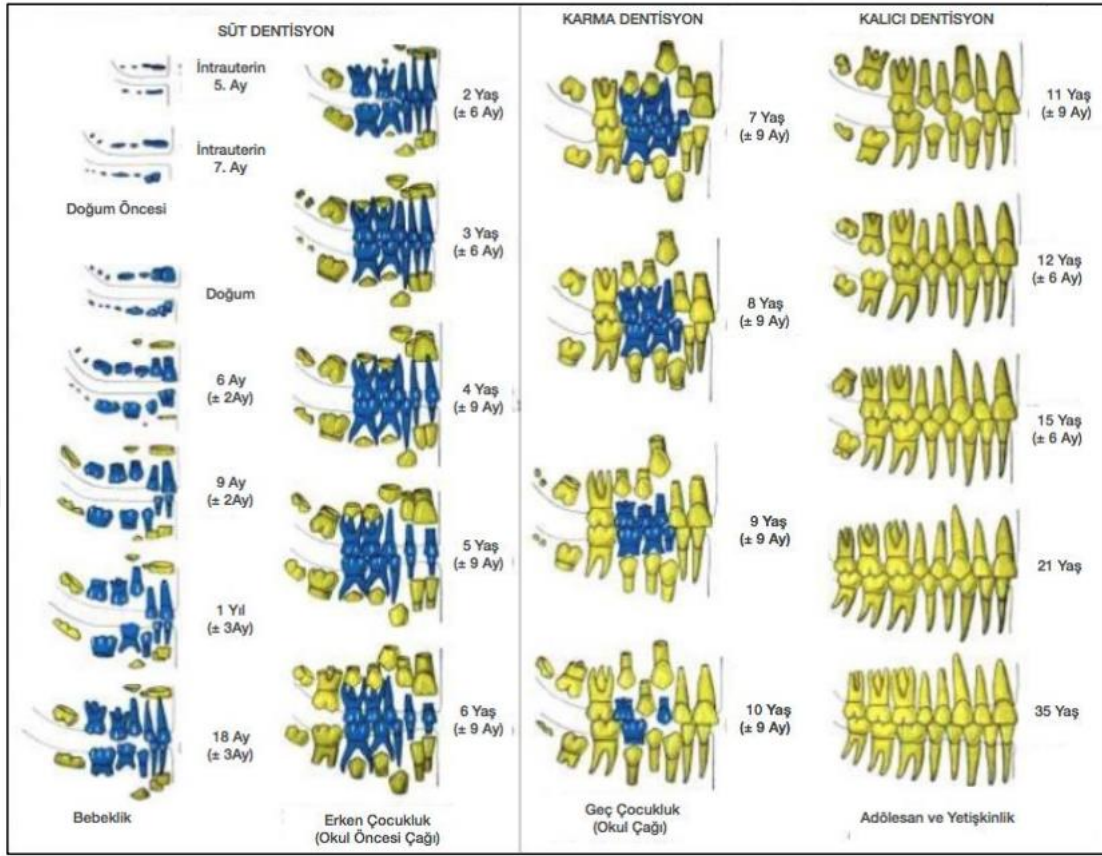 SÜT DENTİSYON
İntrauterin
5. Ay
İntrauterin
7. Ay
Doğum Öncesi
Doğum
6 Ay
(± 2Ay)
9 Ay
(± 2Ay)
1 Yıl
(± 3Ay)
18 Ay
(± 3Ay)
Bebeklik
2 Yaş
(± 6 Ay)
3 Yaş
(± 6 Ay)
4 Yaş
(± 9 Ay)
5 Yaş
(± 9 Ay)
6 Yaş
(± 9 Ay)
Erken Çocukluk
(Okul Öncesi Çağı)
KARMA DENTİSYON
7 Yaş
(± 9 Ay)
8 Yaş
(± 9 Ay)
9 Yaş
(± 9 Ay)
10 Yaş
(± 9 Ay)
Geç Çocukluk
(Okul Çağı)
KALICI DENTİSYON
11 Yaş
(± 9 Ay)
12 Yaş
(± 6 Ay)
15 Yaş
(± 6 Ay)
21 Yaş
35 Yaş
Adölesan ve Yetişkinlik